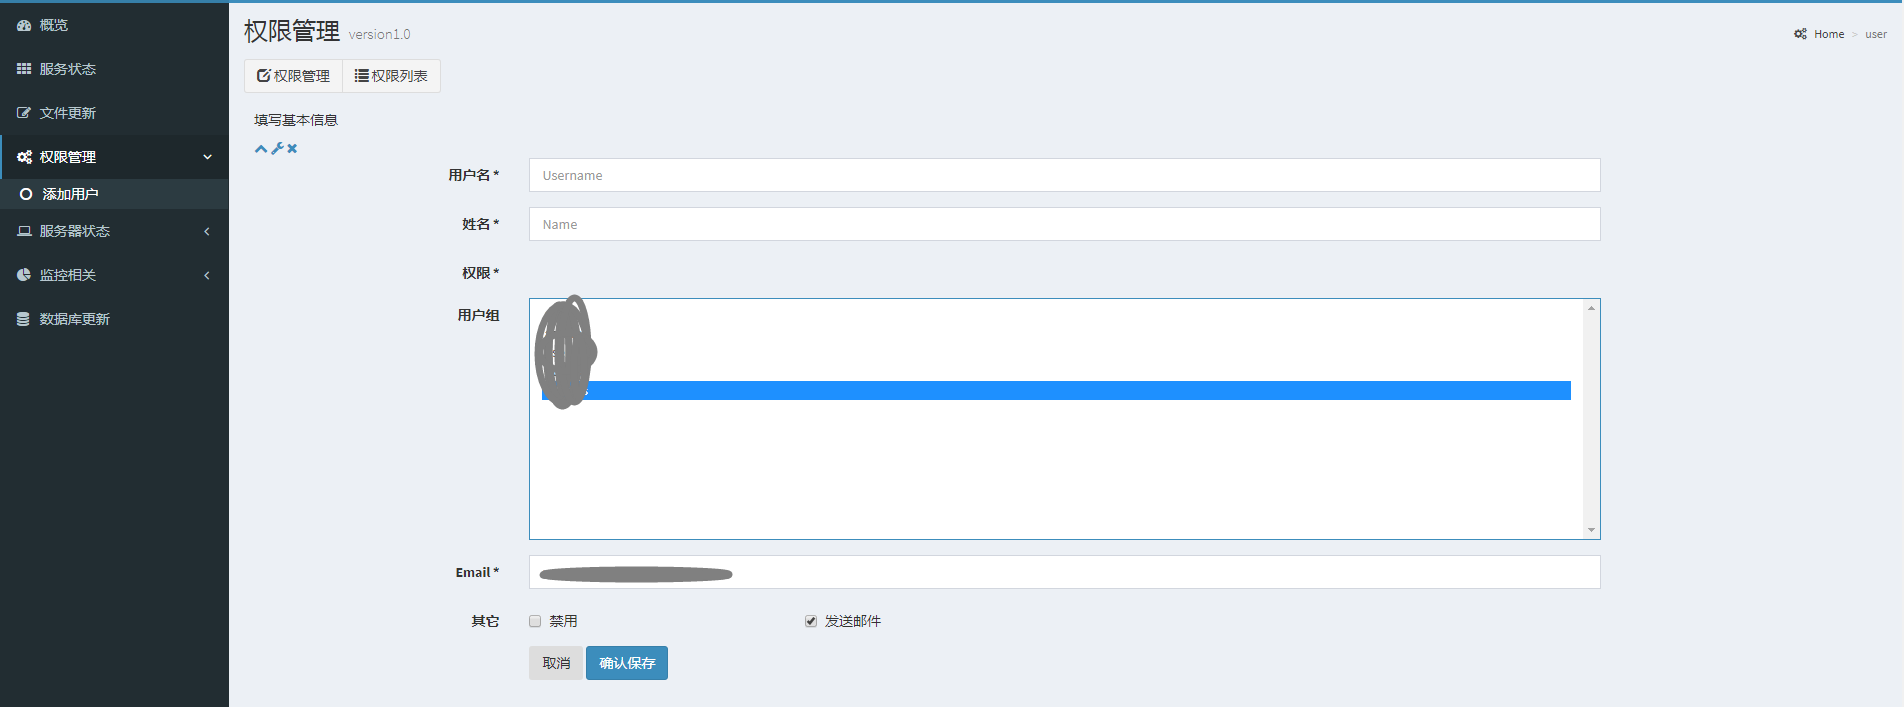 概览
服务状态
文件更新
权限管理
添加用户
服务器状态
监控相关
数据库更新
权限管理 version1.0
Home > user
权限管理 权限列表
填写基本信息
用户名 * Username
姓名 * Name
权限 *
用户组
Email *
其它 禁用 发送邮件
取消 确认保存